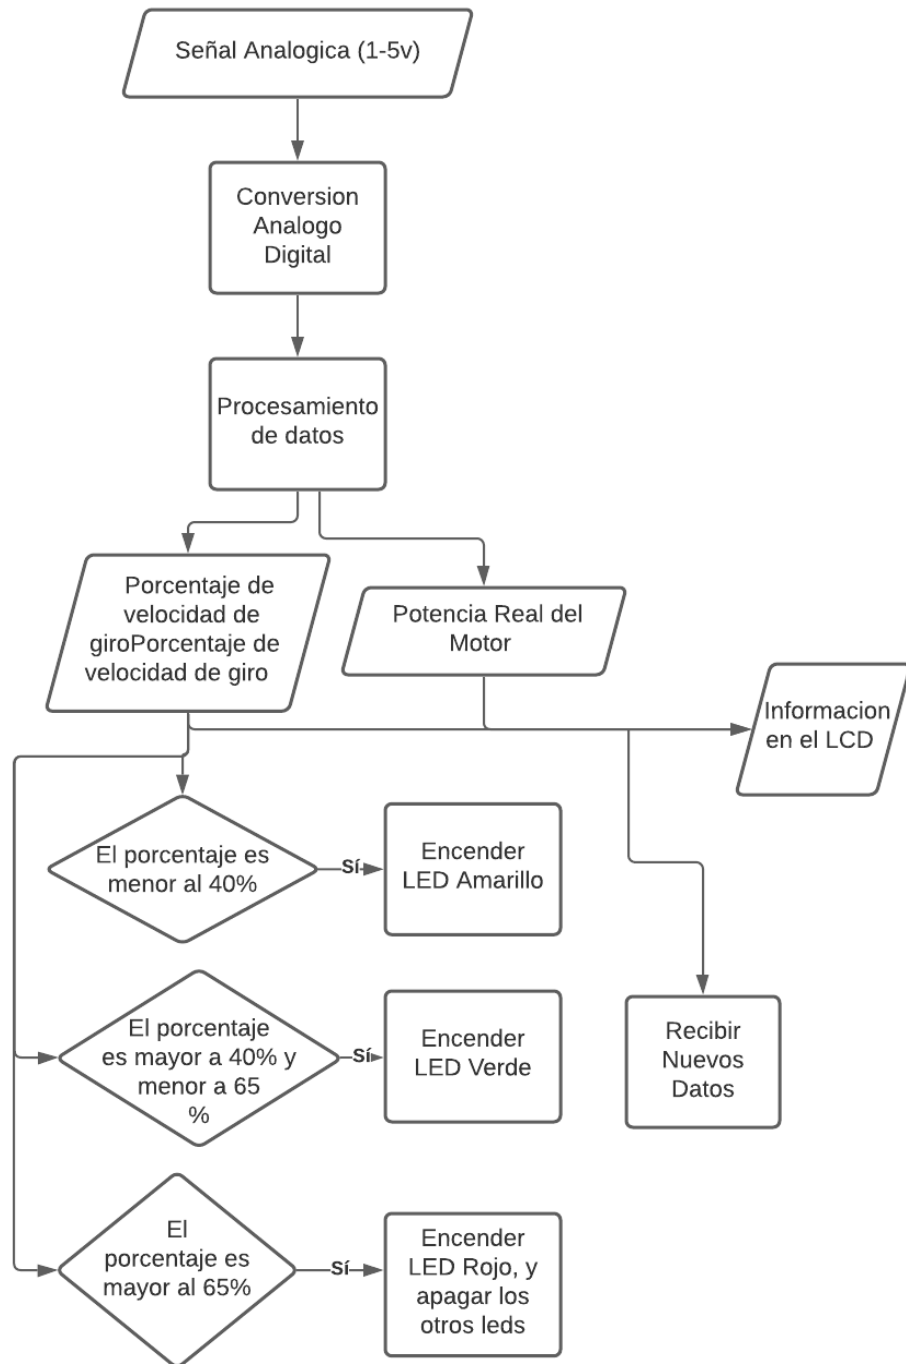 Señal Analogica (1-5v)
Conversion
Analogo
Digital
Procesamiento
de datos
Porcentaje de
velocidad de
giroPorcentaje de
velocidad de giro
Potencia Real del
Motor
Informacion
en el LCD
El porcentaje es
menor al 40%
Sí
Encender
LED Amarillo
El porcentaje
es mayor a 40% y
menor a 65
%
Sí
Encender
LED Verde
Recibir
Nuevos
Datos
El
porcentaje es
mayor al 65%
Sí
Encender
LED Rojo, y
apagar los
otros leds